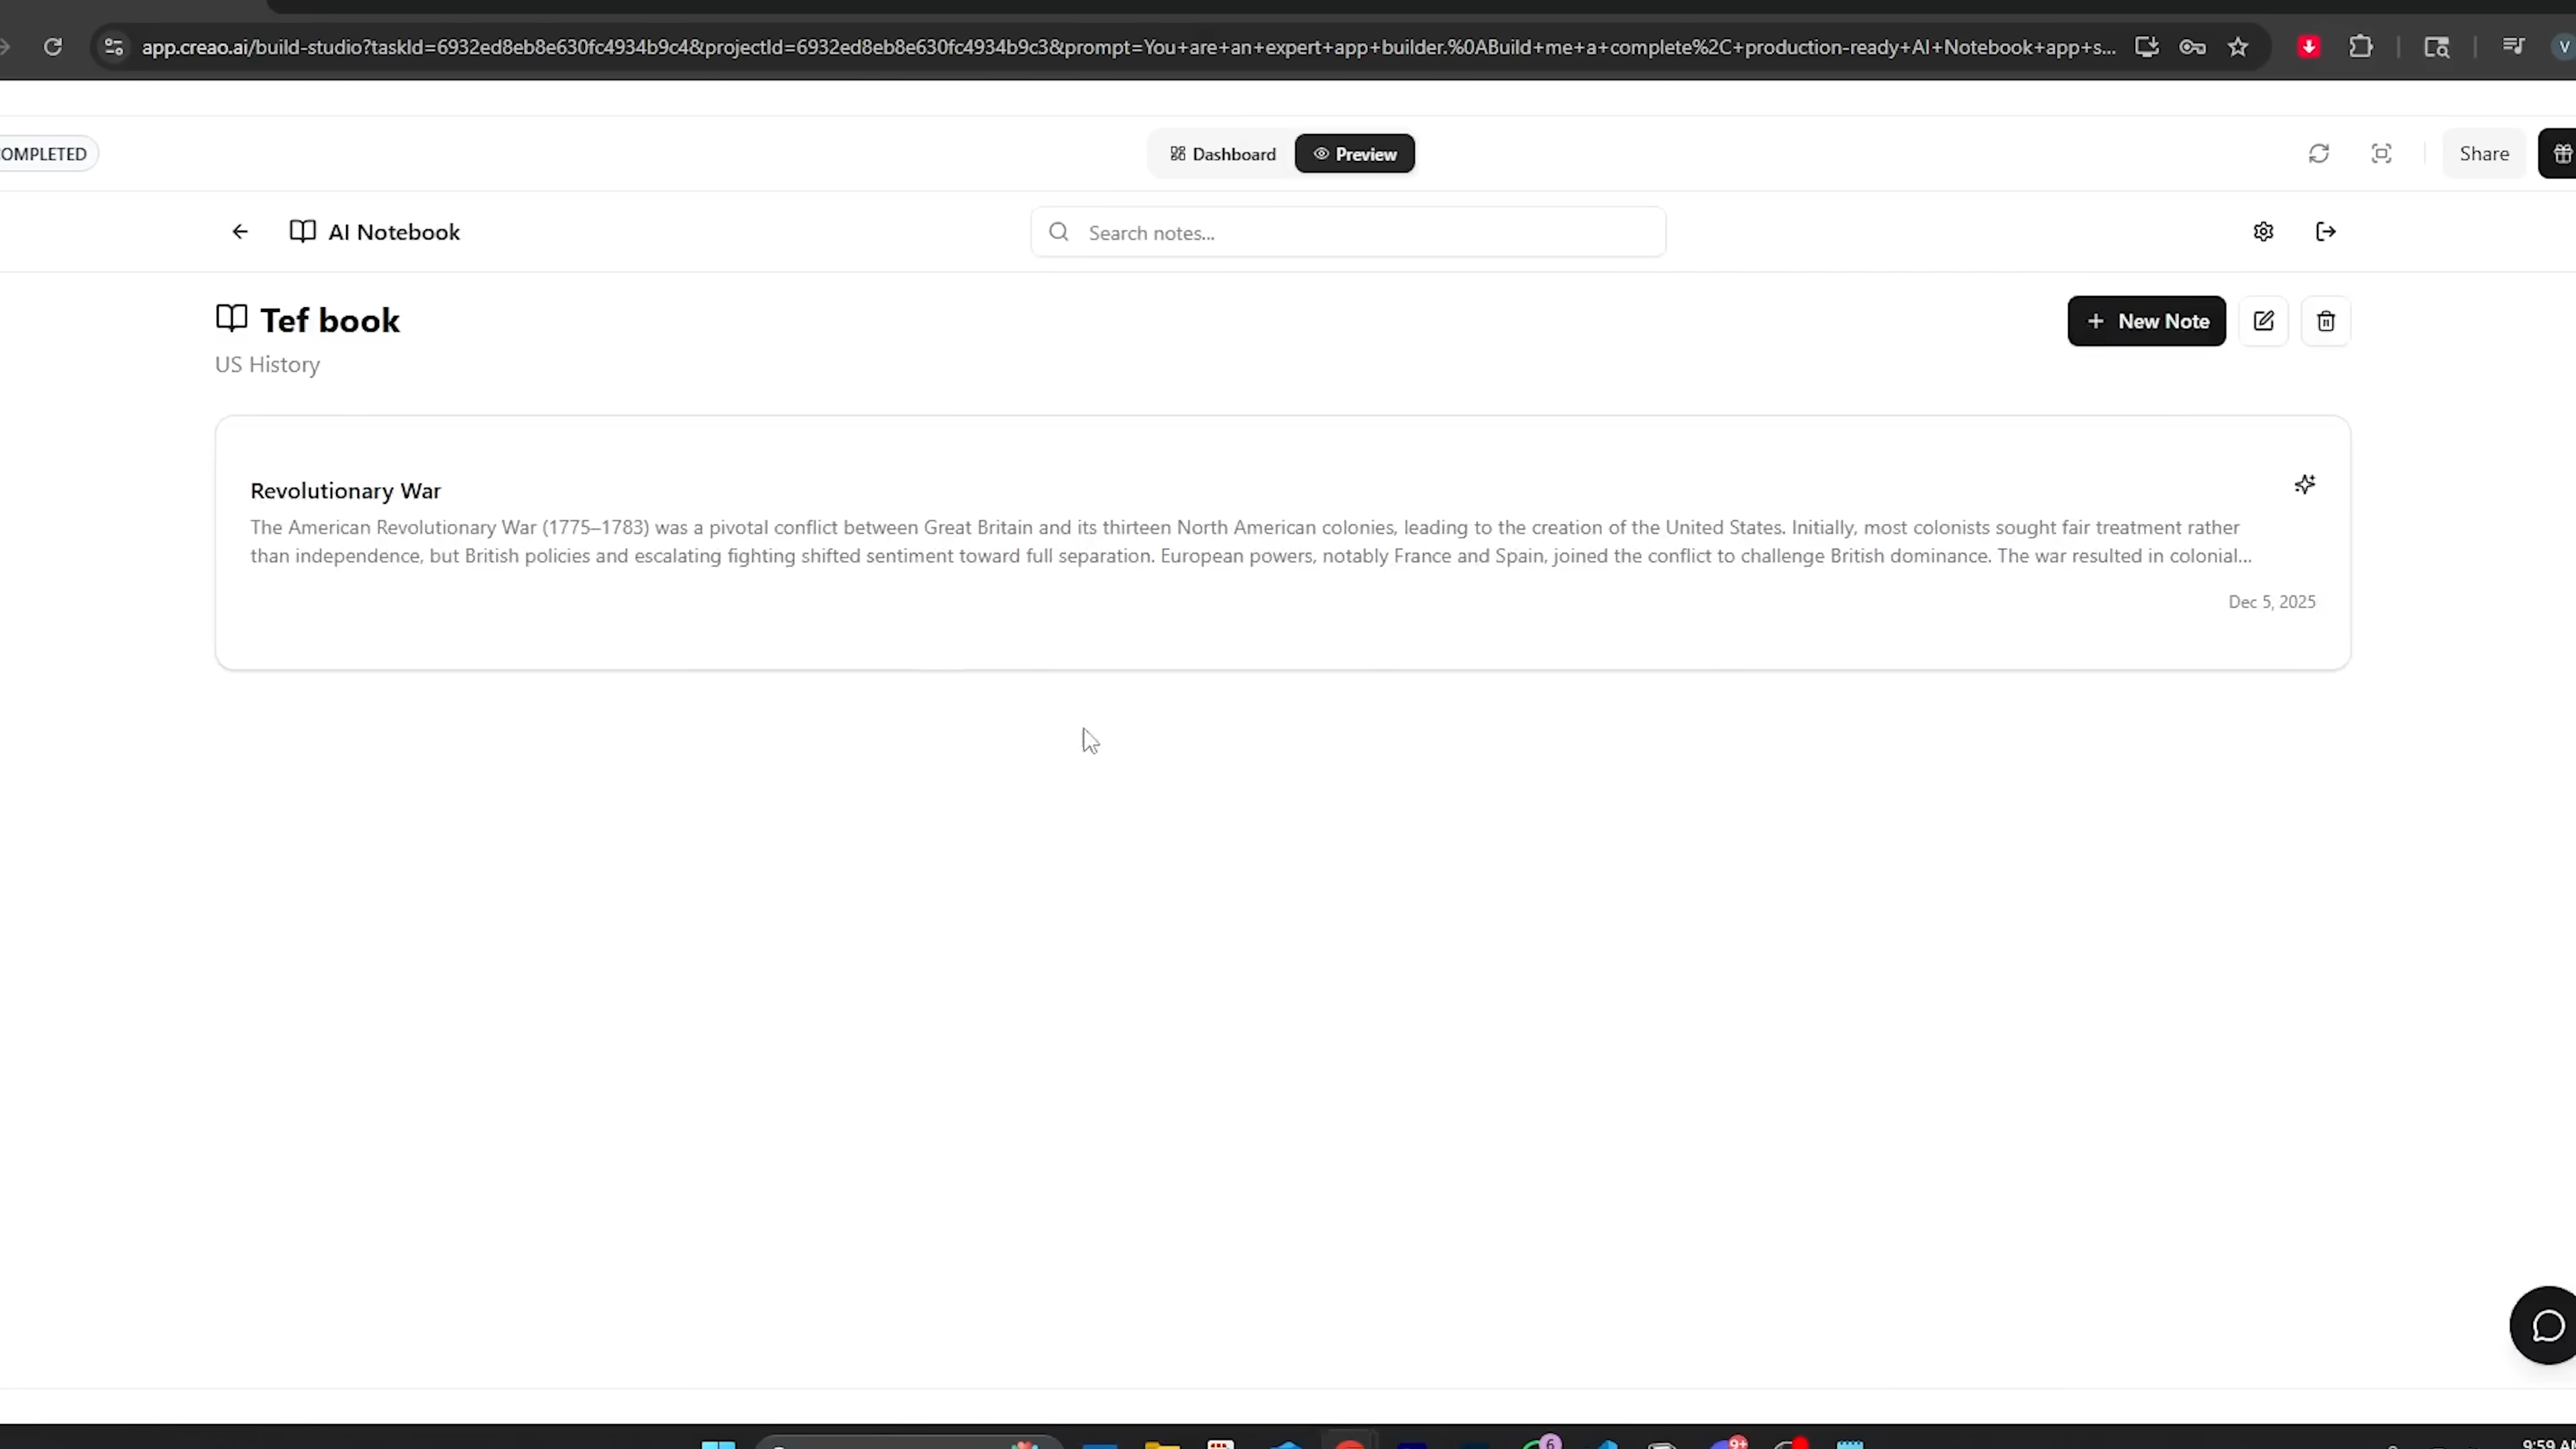 app.creao.ai/build-studio?taskId=6932ed8eb8e630fc4934b9c4&projectId=6932ed8eb8e630fc4934b9c3&prompt=You+are+an+expert+app+builder.%0ABuild+me+a+complete%2C+production-ready+AI+Notebook+app+s...
V
OMPLETED
Dashboard
Preview
Share
AI Notebook
Search notes...
Tef book
New Note
US History
Revolutionary War
The American Revolutionary War (1775–1783) was a pivotal conflict between Great Britain and its thirteen North American colonies, leading to the creation of the United States. Initially, most colonists sought fair treatment rather
than independence, but British policies and escalating fighting shifted sentiment toward full separation. European powers, notably France and Spain, joined the conflict to challenge British dominance. The war resulted in colonial...
Dec 5, 2025
6
9+
9:59 A